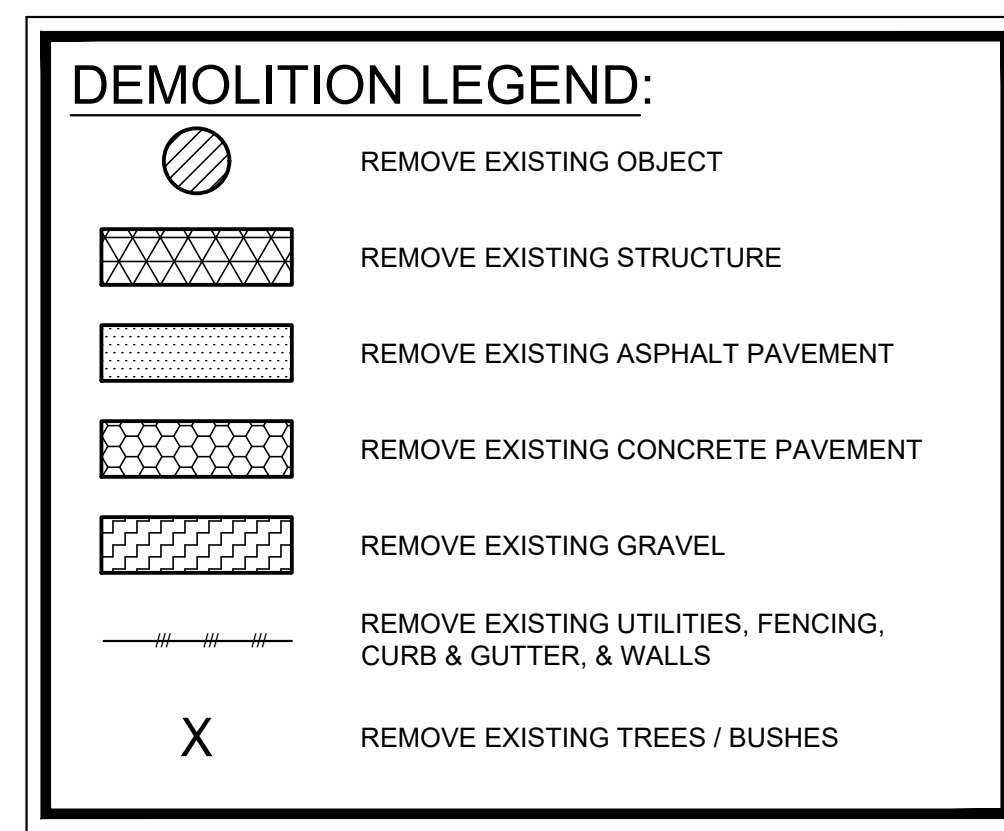 DEMOLITION LEGEND:
REMOVE EXISTING OBJECT
REMOVE EXISTING STRUCTURE
REMOVE EXISTING ASPHALT PAVEMENT
REMOVE EXISTING CONCRETE PAVEMENT
REMOVE EXISTING GRAVEL
REMOVE EXISTING UTILITIES, FENCING,
CURB & GUTTER, & WALLS
X REMOVE EXISTING TREES / BUSHES